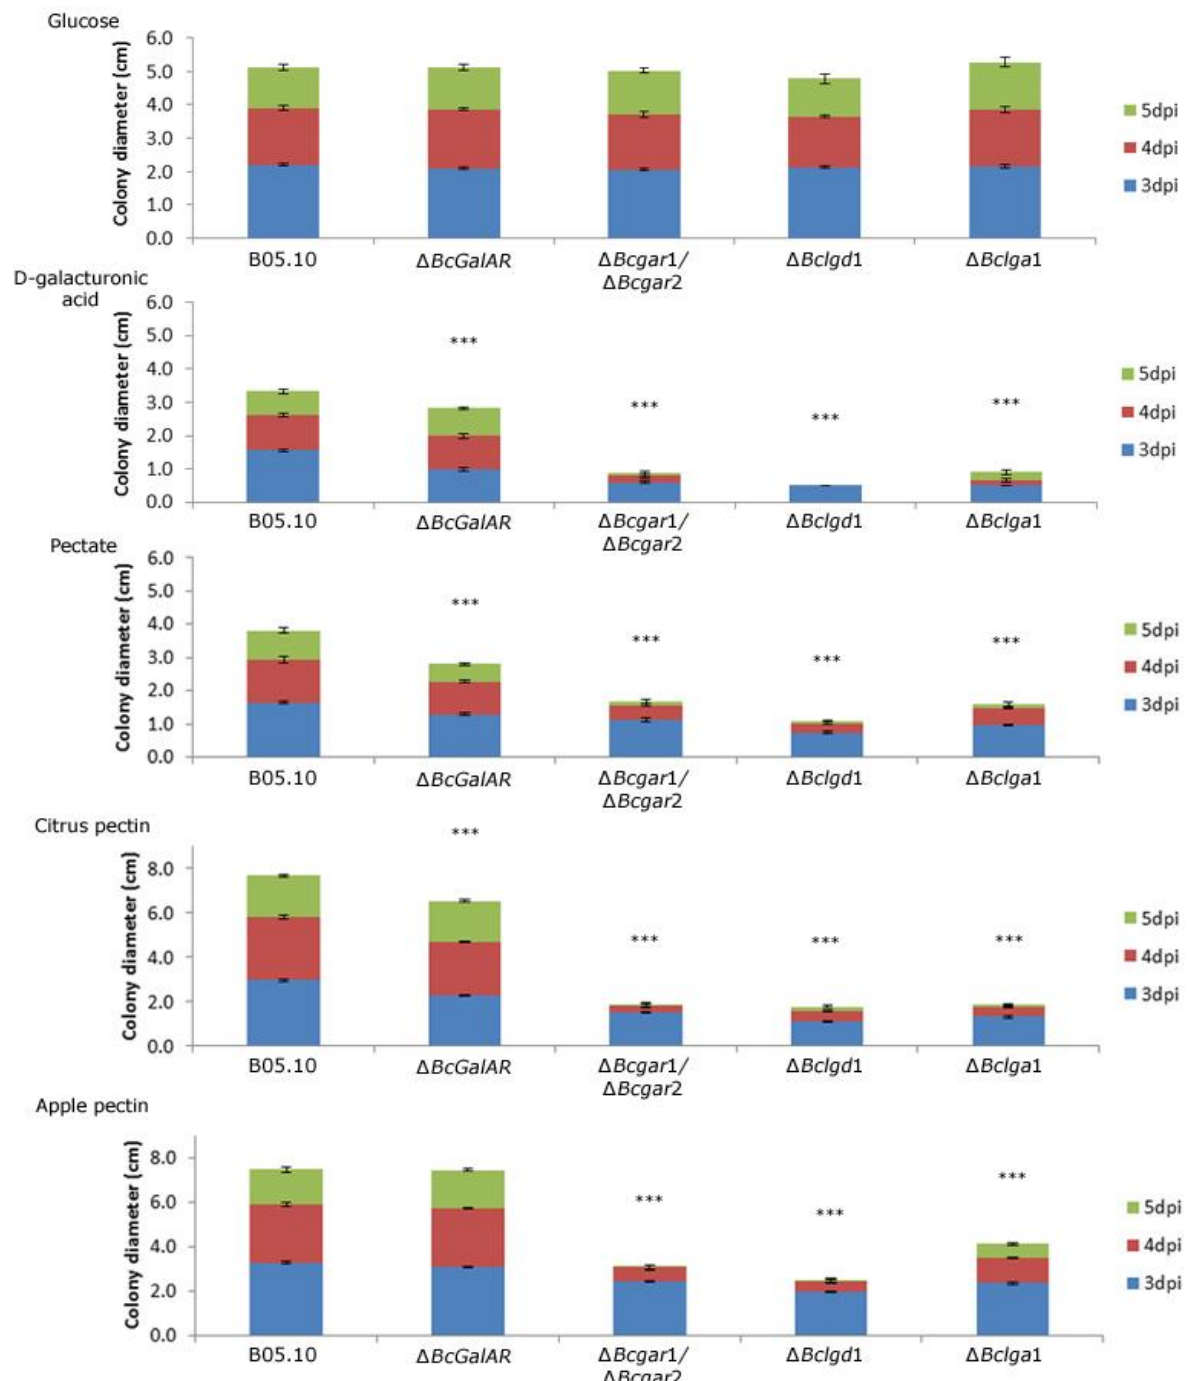 Glucose
Colony diameter (cm)
6.0
5.0
4.0
3.0
2.0
1.0
0.0
5dpi
4dpi
3dpi
B05.10
ΔBcGalAR
ΔBcgar1/
ΔBcgar2
ΔBclgd1
ΔBclga1
D-galacturonic
acid
Colony diameter (cm)
6.0
5.0
4.0
3.0
2.0
1.0
0.0
***
***
***
***
5dpi
4dpi
3dpi
B05.10
ΔBcGalAR
ΔBcgar1/
ΔBcgar2
ΔBclgd1
ΔBclga1
Pectate
Colony diameter (cm)
6.0
5.0
4.0
3.0
2.0
1.0
0.0
***
***
***
***
5dpi
4dpi
3dpi
B05.10
ΔBcGalAR
ΔBcgar1/
ΔBcgar2
ΔBclgd1
ΔBclga1
Citrus pectin
Colony diameter (cm)
8.0
6.0
4.0
2.0
0.0
***
***
***
***
5dpi
4dpi
3dpi
B05.10
ΔBcGalAR
ΔBcgar1/
ΔBcgar2
ΔBclgd1
ΔBclga1
Apple pectin
Colony diameter (cm)
8.0
6.0
4.0
2.0
0.0
***
***
***
5dpi
4dpi
3dpi
B05.10
ΔBcGalAR
ΔBcgar1/
ΔBcgar2
ΔBclgd1
ΔBclga1